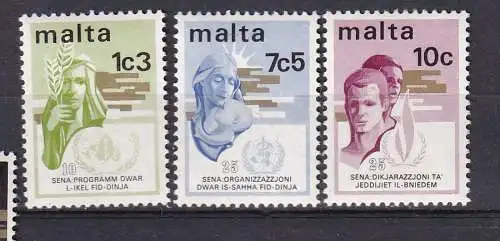 malta
1c3
10
SENA: PROGRAMM DWAR
L-IKEL FID-DINJA
malta
7c5
25
SENA: ORGANIZZAZZJONI
DWAR IS-SAĦĦA FID-DINJA
malta
10c
25
SENA: DIKJARAZZJONI TA'
JEDDIJIET IL-BNIEDEM